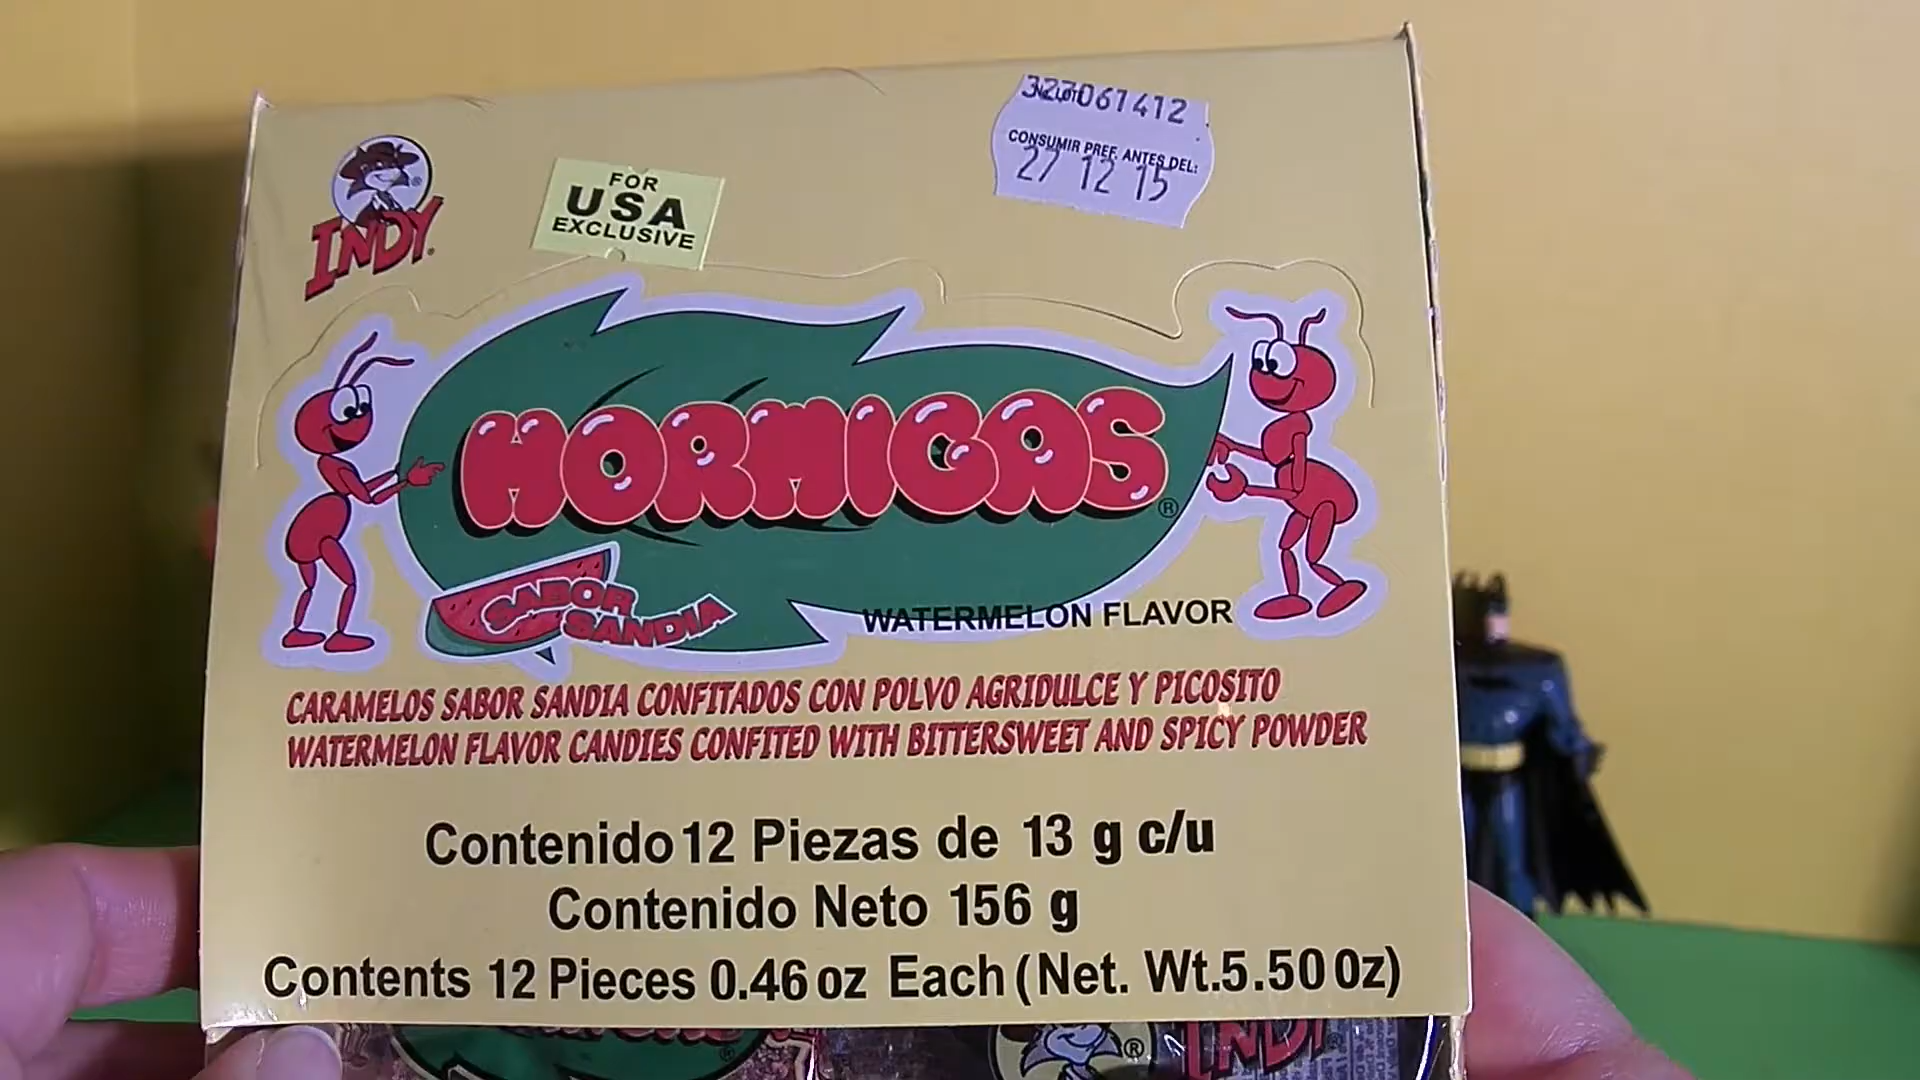 327061412
CONSUMIR PREF. ANTES DEL:
27 12 15
INDY
FOR
USA
EXCLUSIVE
HORMIGAS
SABOR
SANDIA
WATERMELON FLAVOR
CARAMELOS SABOR SANDIA CONFITADOS CON POLVO AGRIDULCE Y PICOSITO
WATERMELON FLAVOR CANDIES CONFITED WITH BITTERSWEET AND SPICY POWDER
Contenido 12 Piezas de 13 g c/u
Contenido Neto 156 g
Contents 12 Pieces 0.46 oz Each (Net. Wt.5.50 0z)
INDY